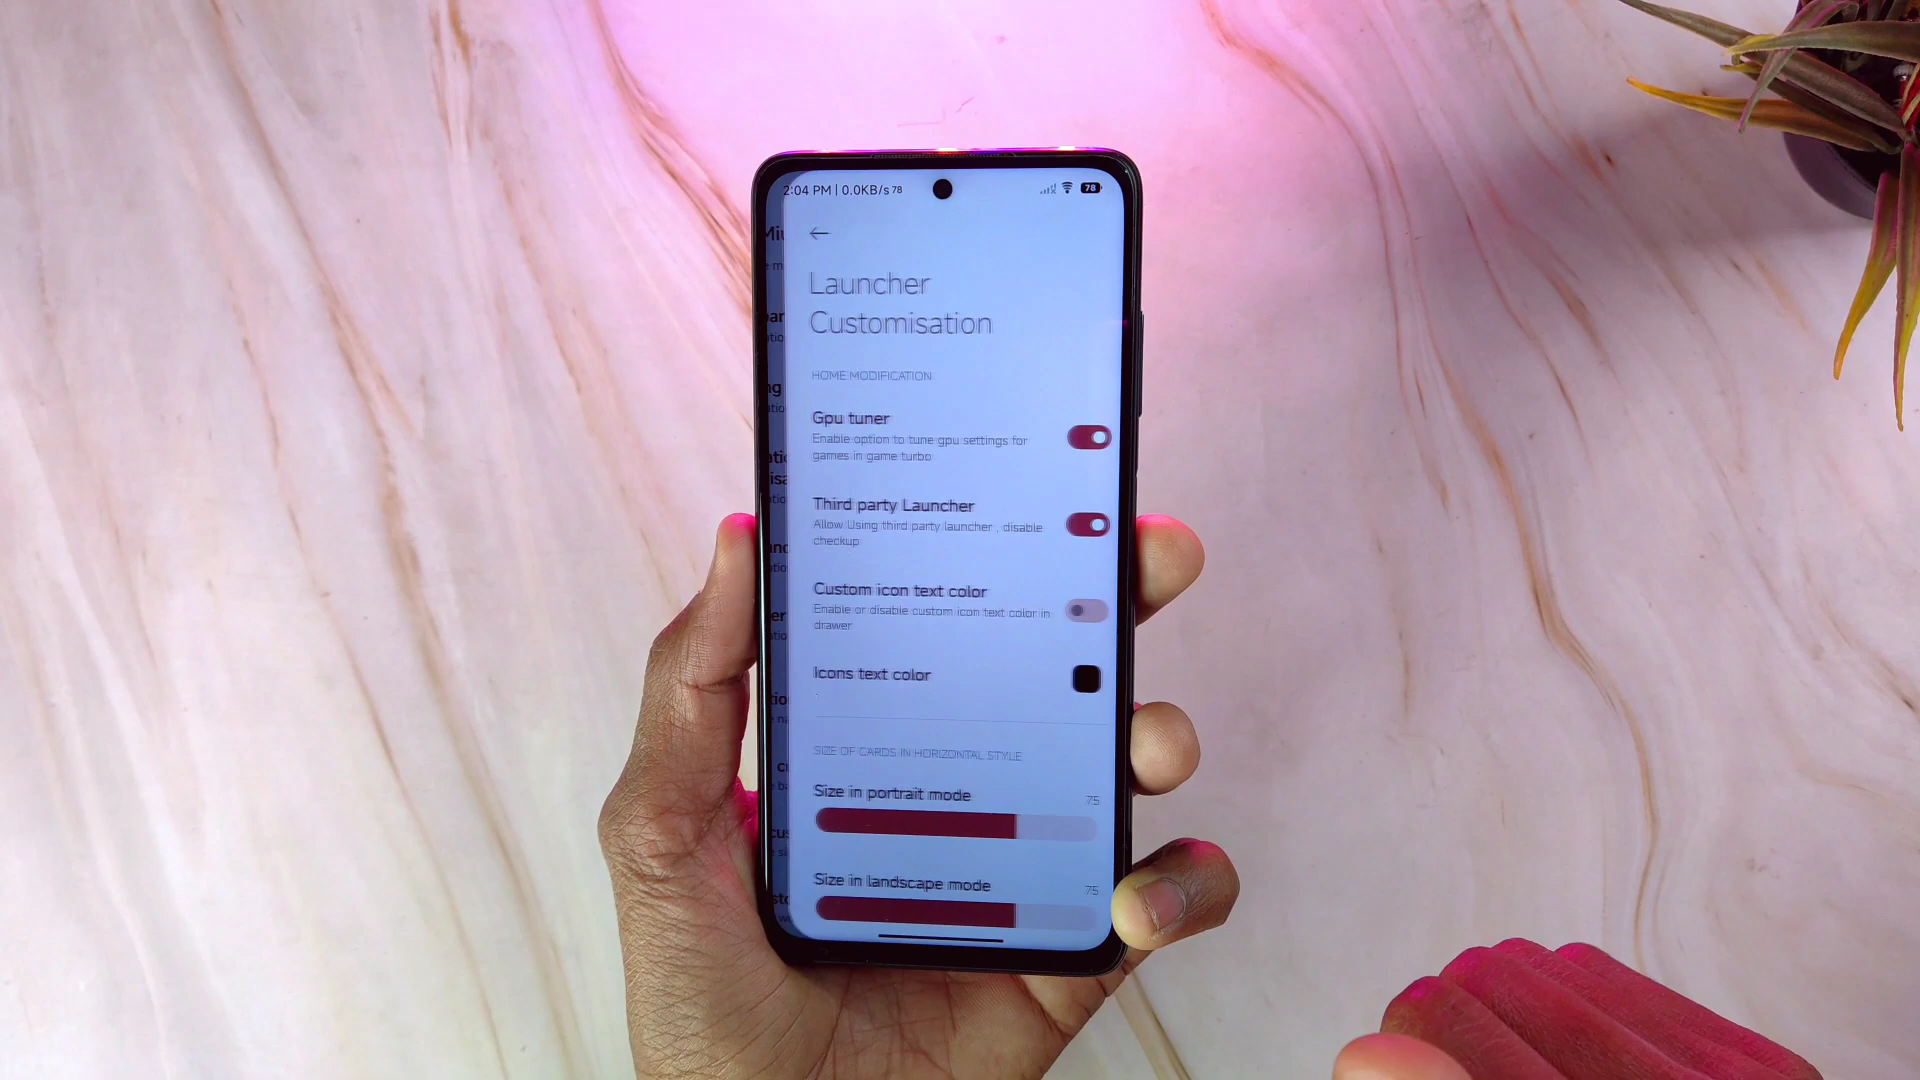 2:04 PM | 0.0KB/s 78
78
Launcher
Customisation
HOME MODIFICATION
Gpu tuner
Enable option to tune gpu settings for
games in game turbo
Third party Launcher
Allow Using third party launcher , disable
checkup
Custom icon text color
Enable or disable custom icon text color in
drawer
Icons text color
SIZE OF CARDS IN HORIZONTAL STYLE
Size in portrait mode
75
Size in landscape mode
75